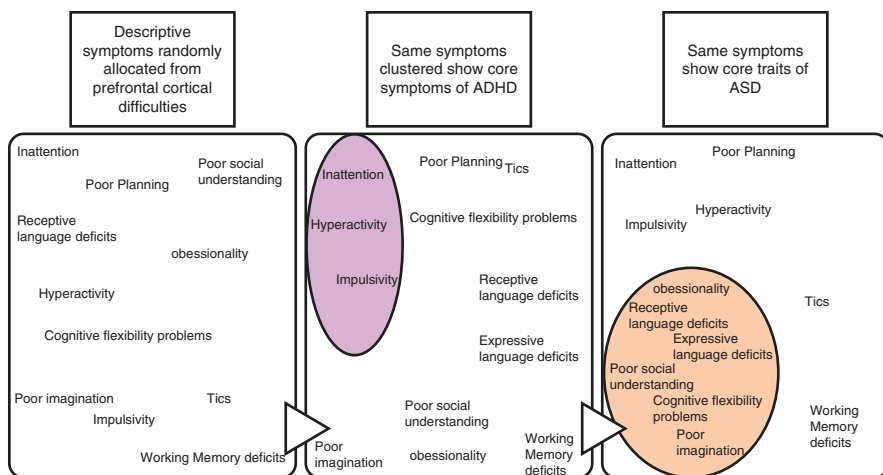 Descriptive
symptoms randomly
allocated from
prefrontal cortical
difficulties
Same symptoms
clustered show core
symptoms of ADHD
Same symptoms
show core traits of
ASD
Inattention
Poor social
understanding
Poor Planning
Receptive
language deficits
obessionality
Hyperactivity
Cognitive flexibility problems
Poor imagination
Tics
Impulsivity
Working Memory deficits
Inattention
Poor Planning
Tics
Hyperactivity
Cognitive flexibility problems
Impulsivity
Receptive
language deficits
Expressive
language deficits
Poor social
understanding
Poor
imagination
obessionality
Working
Memory
deficits
Poor Planning
Inattention
Hyperactivity
Impulsivity
obessionality
Tics
Receptive
language deficits
Expressive
language deficits
Poor social
understanding
Cognitive flexibility
problems
Poor
imagination
Working
Memory
deficits